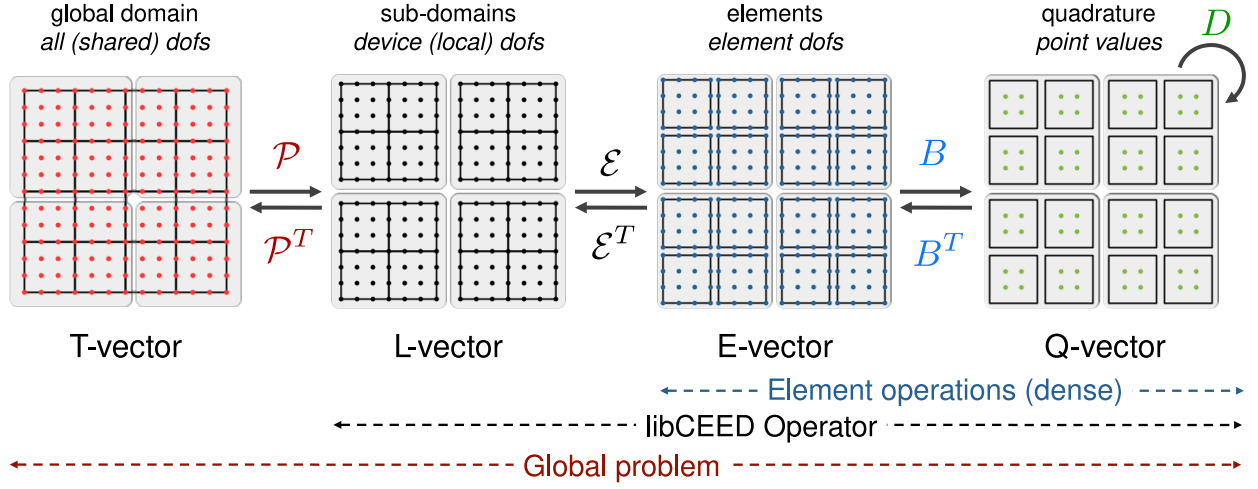 global domain
all (shared) dofs
sub-domains
device (local) dofs
elements
element dofs
quadrature
point values
D
𝒫
𝒫^T
ℰ
ℰ^T
B
B^T
T-vector
L-vector
E-vector
Q-vector
Element operations (dense)
libCEED Operator
Global problem